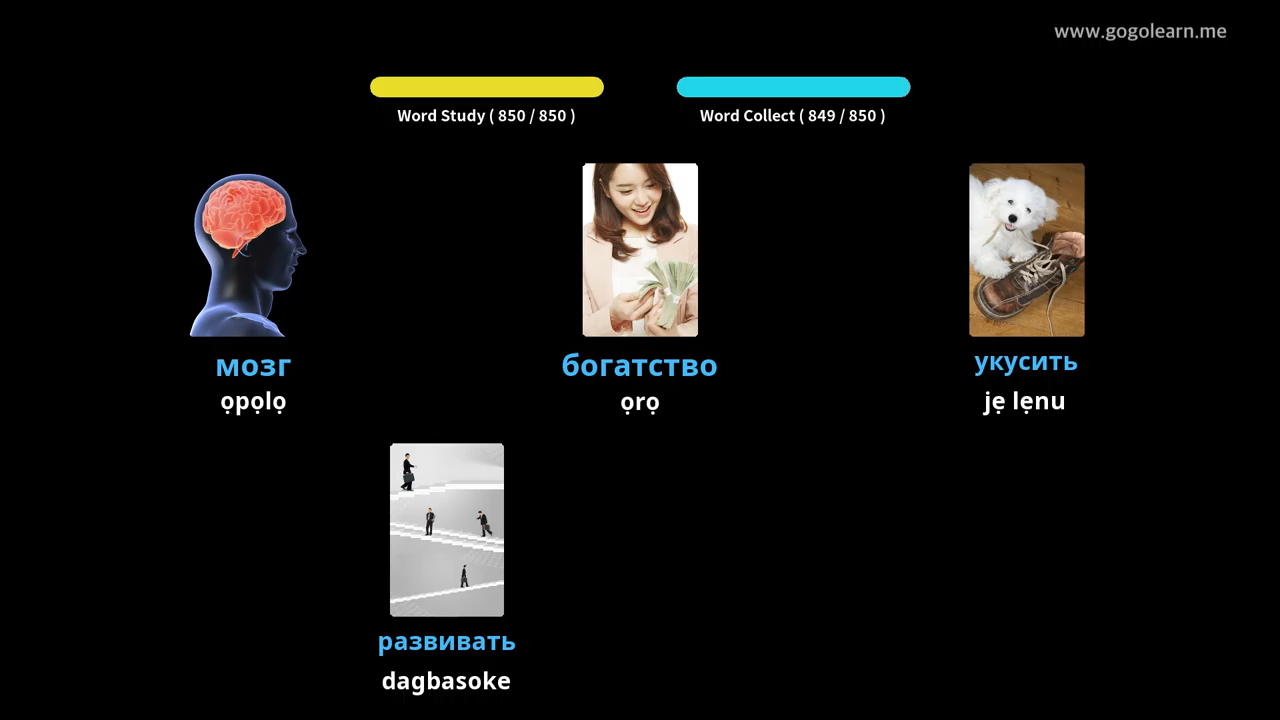 www.gogolearn.me
Word Study ( 850 / 850 )
Word Collect ( 849 / 850 )
мозг
ọpọlọ
богатство
ọrọ
укусить
jẹ lẹnu
развивать
dagbasoke